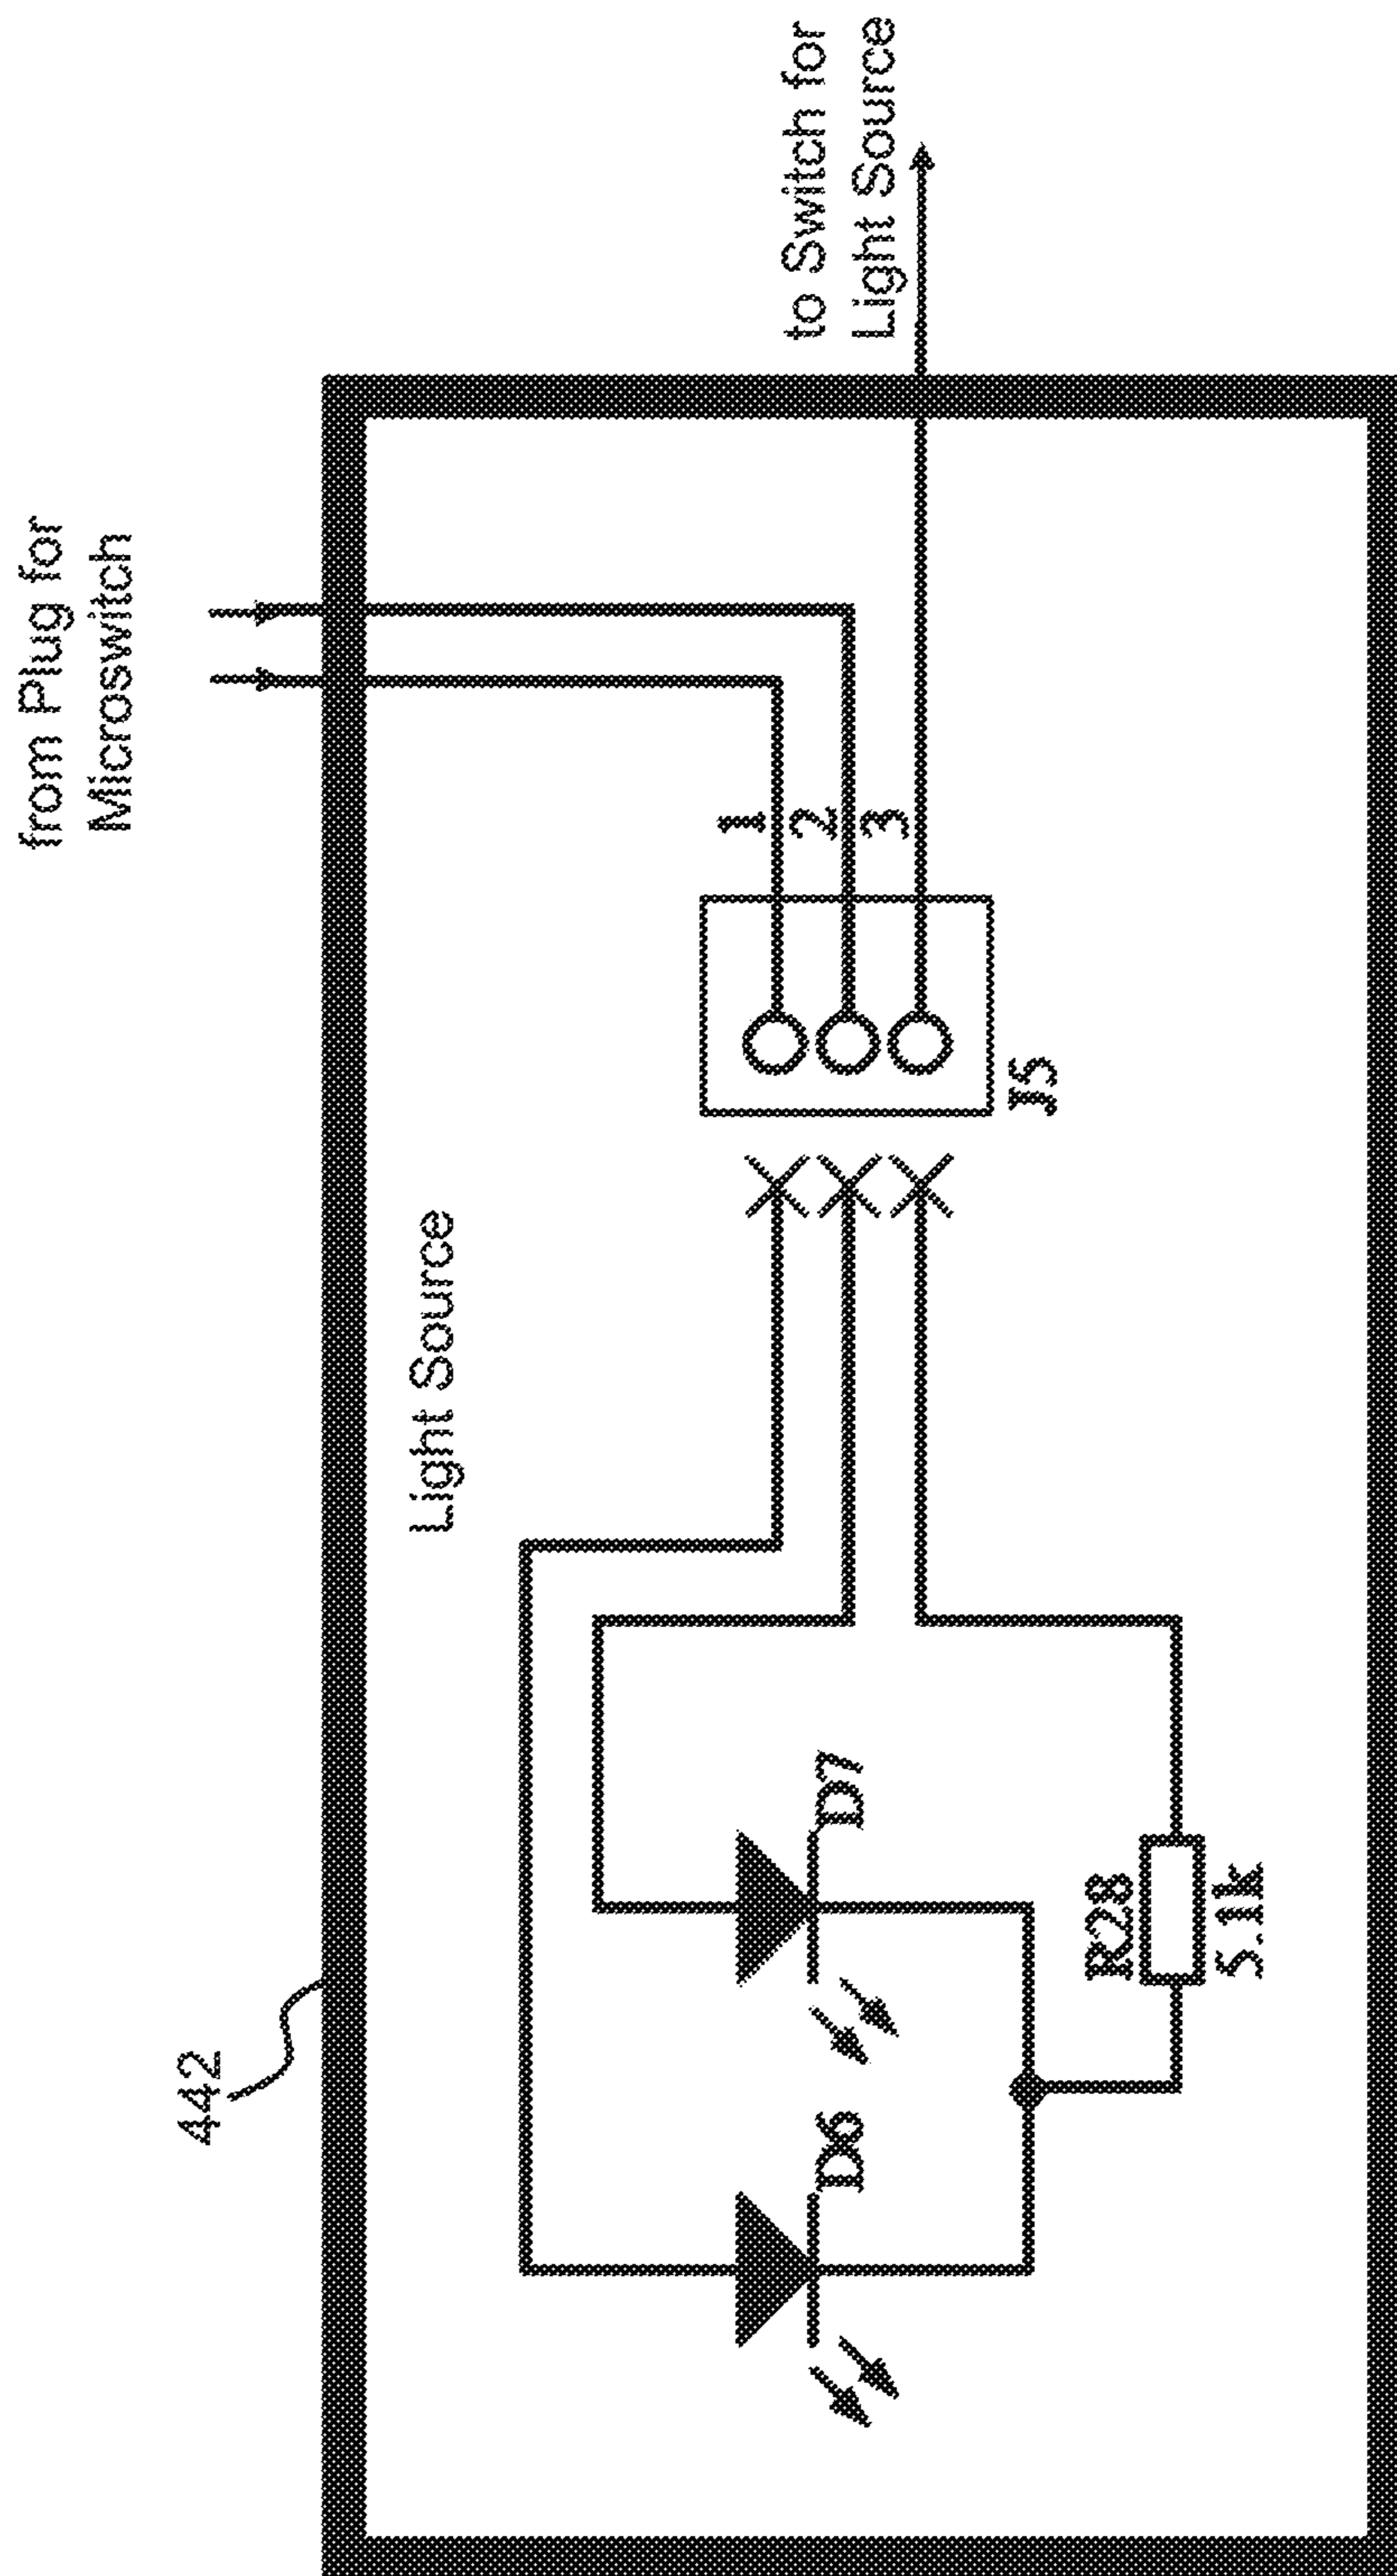 from Plug for
Microswitch
to Switch for
Light Source
442
Light Source
1
2
3
J5
D6
D7
R28
5.1k